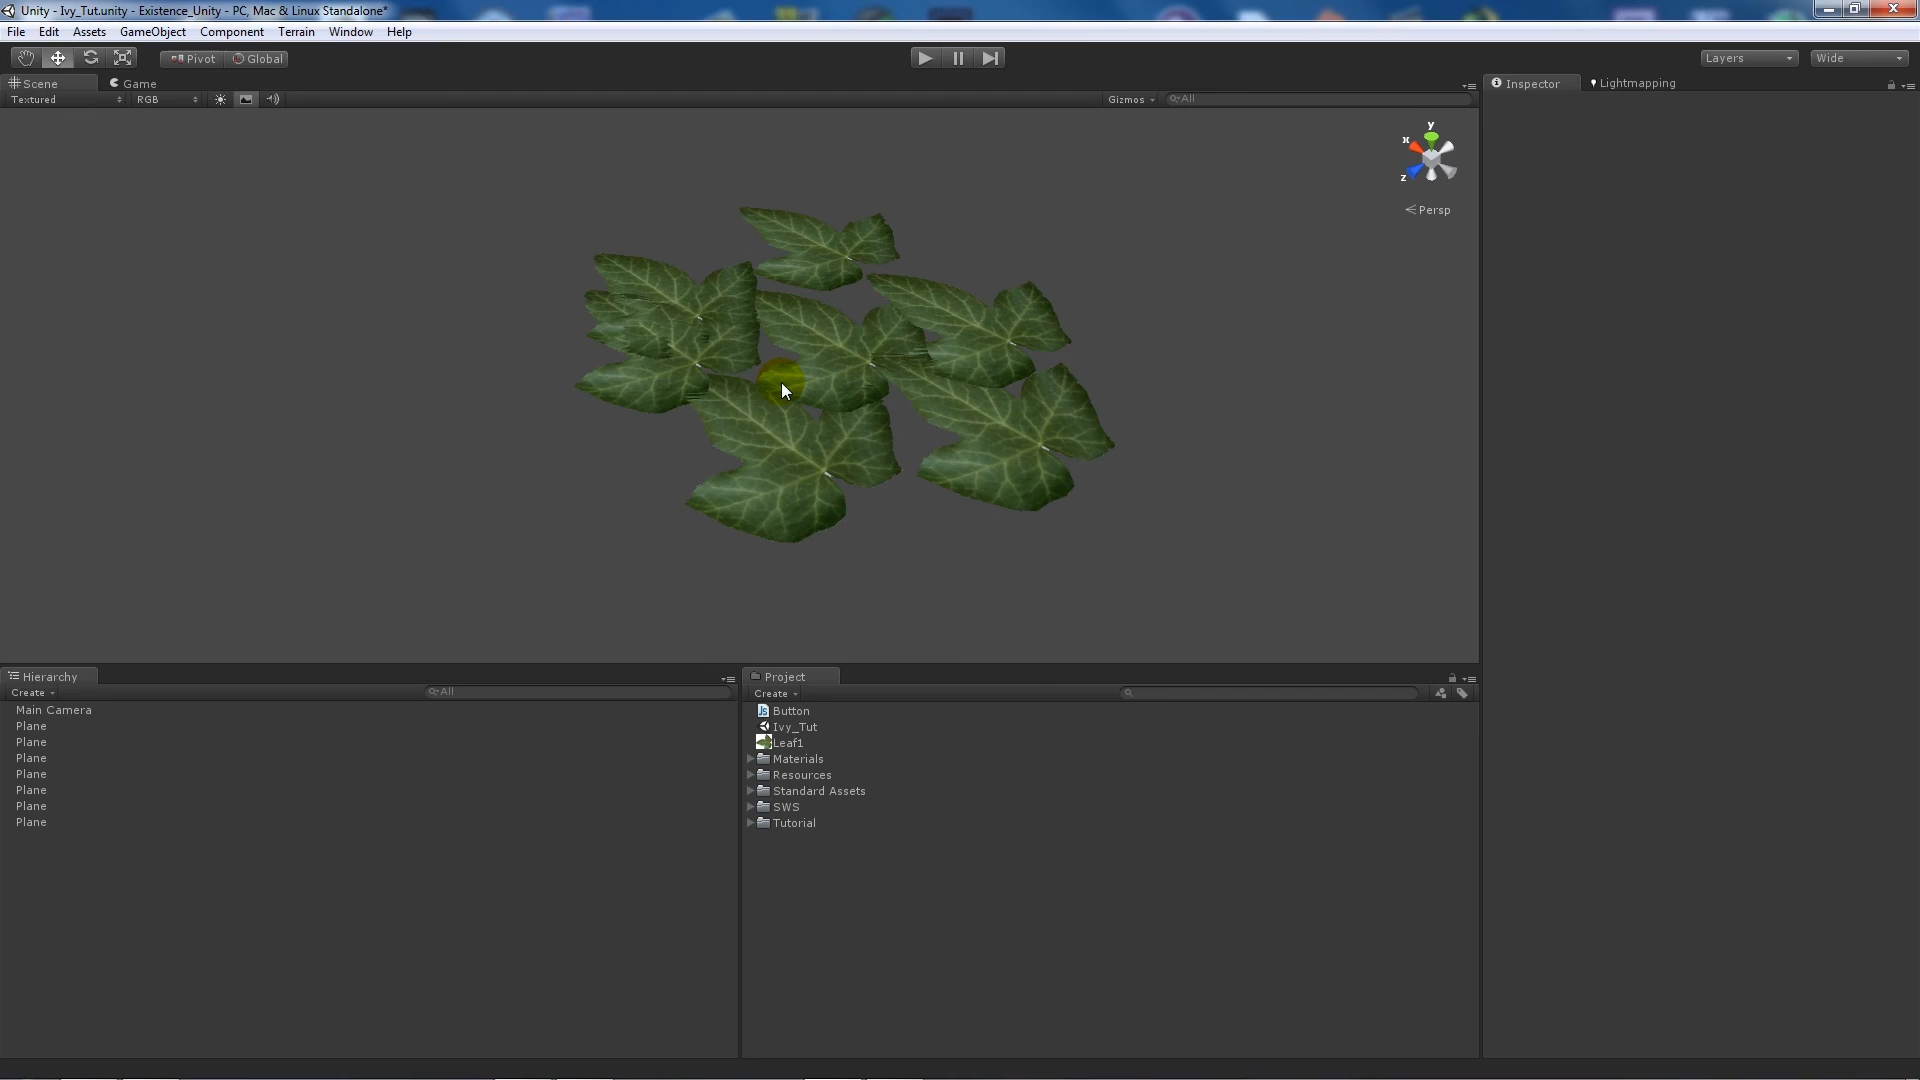 Unity - Ivy_Tut.unity - Existence_Unity - PC, Mac & Linux Standalone*
File Edit Assets GameObject Component Terrain Window Help
Pivot Global Layers Wide
Scene Game Inspector Lightmapping
Textured RGB Gizmos All
y
x
z
Persp
Hierarchy
Create All
Main Camera
Plane
Plane
Plane
Plane
Plane
Plane
Plane
Project
Create
Button
Ivy_Tut
Leaf1
Materials
Resources
Standard Assets
SWS
Tutorial